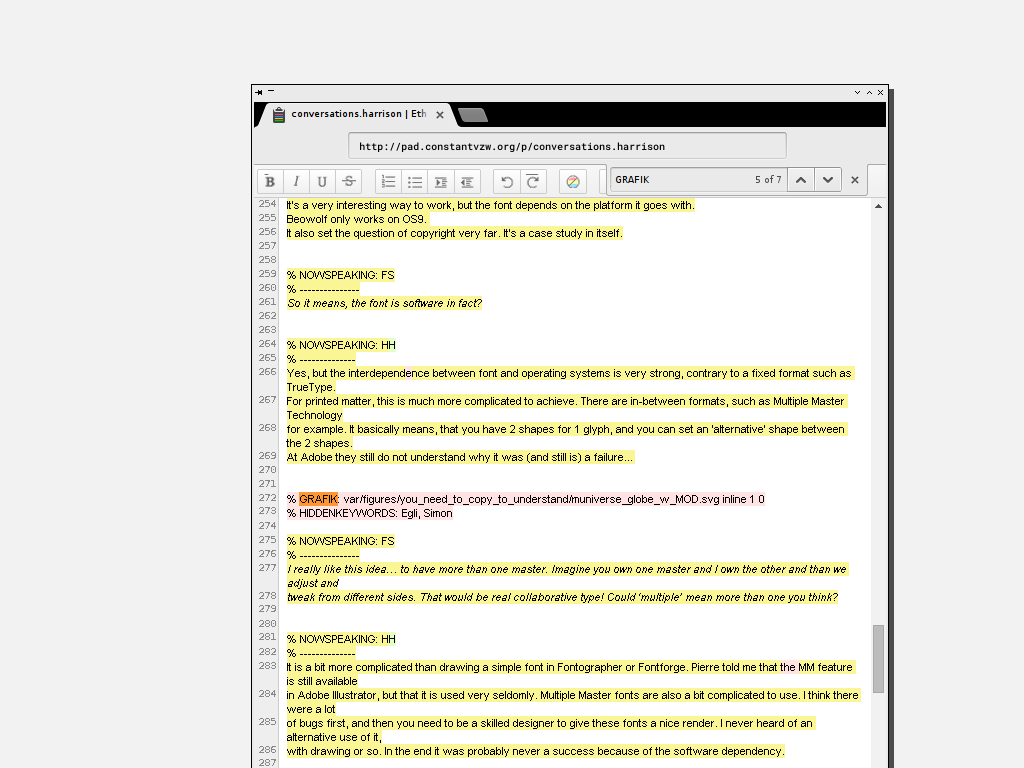 conversations.harrison | Eth
http://pad.constantvzw.org/p/conversations.harrison
B I U S
GRAFIK 5 of 7
254 It's a very interesting way to work, but the font depends on the platform it goes with.
255 Beowolf only works on OS9.
256 It also set the question of copyright very far. It's a case study in itself.
257
258
259 % NOWSPEAKING: FS
260 % ---------------
261 So it means, the font is software in fact?
262
263
264 % NOWSPEAKING: HH
265 % --------------
266 Yes, but the interdependence between font and operating systems is very strong, contrary to a fixed format such as
TrueType.
267 For printed matter, this is much more complicated to achieve. There are in-between formats, such as Multiple Master
Technology
268 for example. It basically means, that you have 2 shapes for 1 glyph, and you can set an 'alternative' shape between
the 2 shapes.
269 At Adobe they still do not understand why it was (and still is) a failure...
270
271
272 % GRAFIK: var/figures/you_need_to_copy_to_understand/muniverse_globe_w_MOD.svg inline 1 0
273 % HIDDENKEYWORDS: Egli, Simon
274
275 % NOWSPEAKING: FS
276 % ---------------
277 I really like this idea... to have more than one master. Imagine you own one master and I own the other and than we
adjust and
278 tweak from different sides. That would be real collaborative type! Could 'multiple' mean more than one you think?
279
280
281 % NOWSPEAKING: HH
282 % --------------
283 It is a bit more complicated than drawing a simple font in Fontographer or Fontforge. Pierre told me that the MM feature
is still available
284 in Adobe Illustrator, but that it is used very seldomly. Multiple Master fonts are also a bit complicated to use. I think there
were a lot
285 of bugs first, and then you need to be a skilled designer to give these fonts a nice render. I never heard of an
alternative use of it,
286 with drawing or so. In the end it was probably never a success because of the software dependency.
287